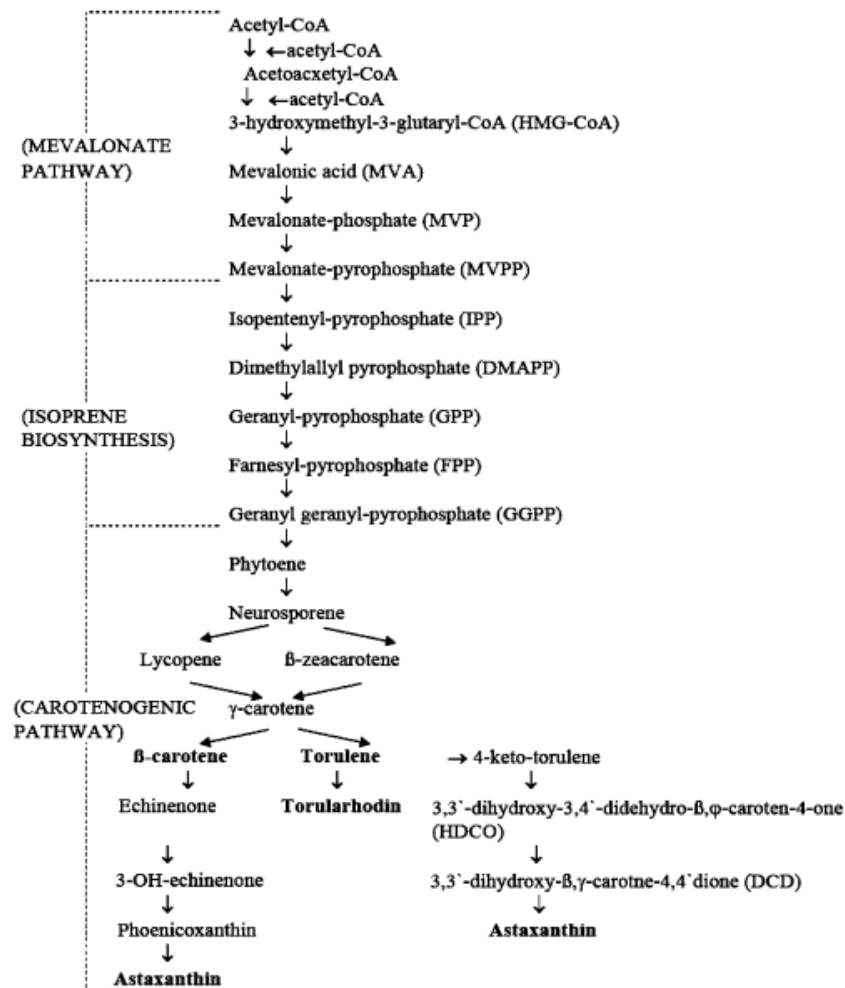 Acetyl-CoA
↓ ←acetyl-CoA
Acetoacxetyl-CoA
↓ ←acetyl-CoA
3-hydroxymethyl-3-glutaryl-CoA (HMG-CoA)
↓
(MEVALONATE
PATHWAY)
Mevalonic acid (MVA)
↓
Mevalonate-phosphate (MVP)
↓
Mevalonate-pyrophosphate (MVPP)
↓
Isopentenyl-pyrophosphate (IPP)
↓
Dimethylallyl pyrophosphate (DMAPP)
↓
(ISOPRENE
BIOSYNTHESIS)
Geranyl-pyrophosphate (GPP)
↓
Farnesyl-pyrophosphate (FPP)
↓
Geranyl geranyl-pyrophosphate (GGPP)
↓
Phytoene
↓
Neurosporene
Lycopene ß-zeacarotene
(CAROTENOGENIC
PATHWAY)
γ-carotene
ß-carotene Torulene → 4-keto-torulene
↓ ↓ ↓
Echinenone Torularhodin 3,3`-dihydroxy-3,4`-didehydro-ß,φ-caroten-4-one
(HDCO)
↓ ↓
3-OH-echinenone 3,3`-dihydroxy-ß,γ-carotne-4,4`dione (DCD)
↓ ↓
Phoenicoxanthin Astaxanthin
↓
Astaxanthin